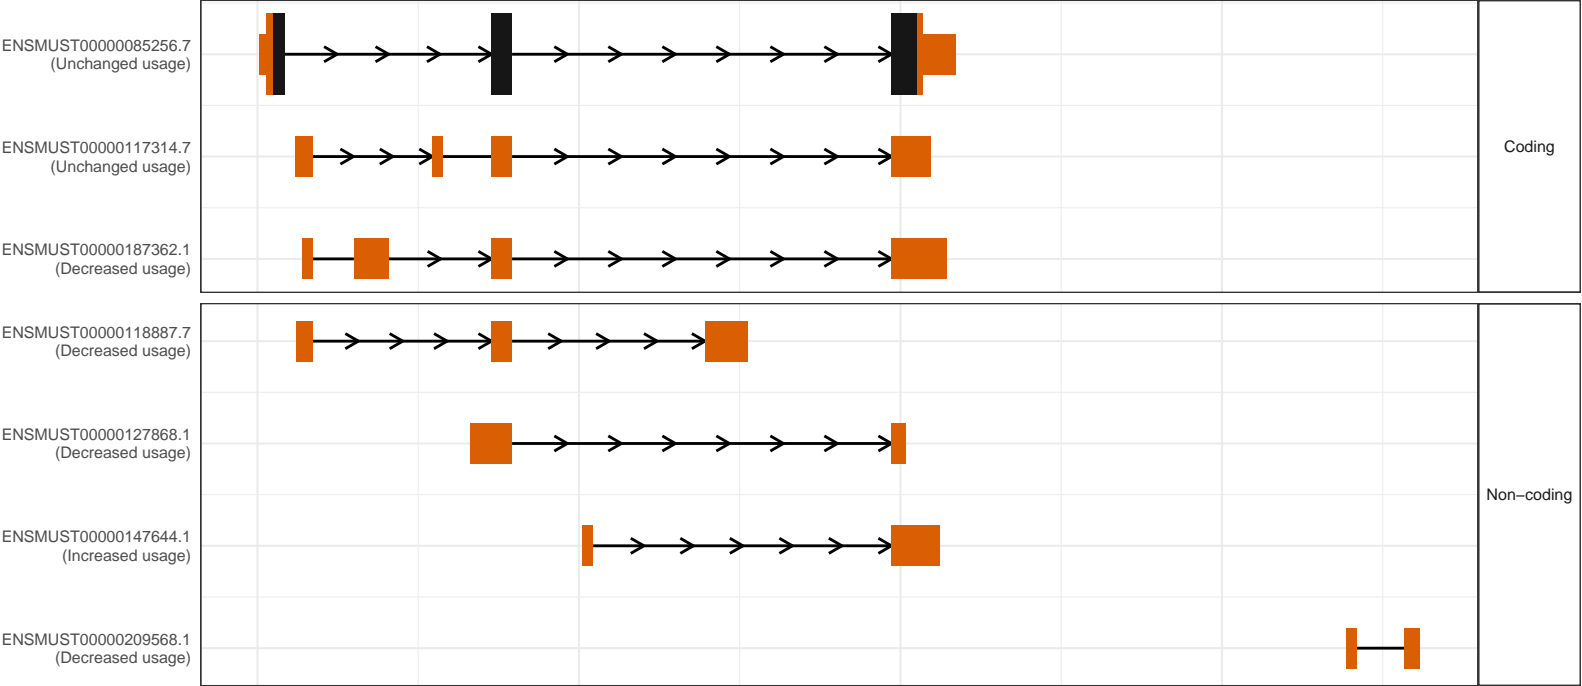 ENSMUST00000085256.7
(Unchanged usage)
ENSMUST00000117314.7
(Unchanged usage)
ENSMUST00000187362.1
(Decreased usage)
Coding
ENSMUST00000118887.7
(Decreased usage)
ENSMUST00000127868.1
(Decreased usage)
ENSMUST00000147644.1
(Increased usage)
ENSMUST00000209568.1
(Decreased usage)
Non−coding